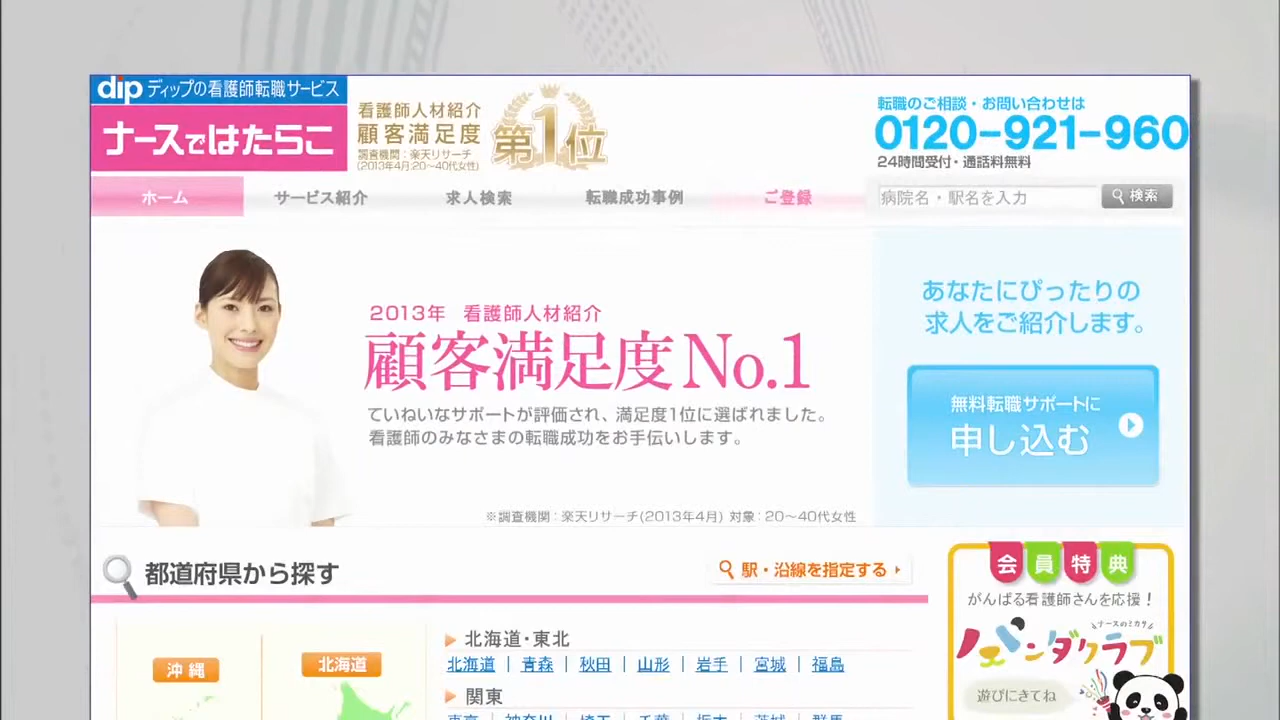 dip ディップの看護師転職サービス
ナースではたらこ
看護師人材紹介
顧客満足度
調査機関：楽天リサーチ
(2013年4月:20～40代女性)
第1位
転職のご相談・お問い合わせは
0120-921-960
24時間受付・通話料無料
ホーム
サービス紹介
求人検索
転職成功事例
ご登録
病院名・駅名を入力
検索
2013年 看護師人材紹介
顧客満足度No.1
ていねいなサポートが評価され、満足度1位に選ばれました。
看護師のみなさまの転職成功をお手伝いします。
※調査機関：楽天リサーチ(2013年4月) 対象：20～40代女性
あなたにぴったりの
求人をご紹介します。
無料転職サポートに
申し込む
都道府県から探す
駅・沿線を指定する
沖縄
北海道
北海道・東北
北海道 | 青森 | 秋田 | 山形 | 岩手 | 宮城 | 福島
関東
東京 | 神奈川 | 埼玉 | 千葉 | 栃木 | 茨城 | 群馬
会員特典
がんばる看護師さんを応援！
ナースのミカタ
パンダクラブ
遊びにきてね